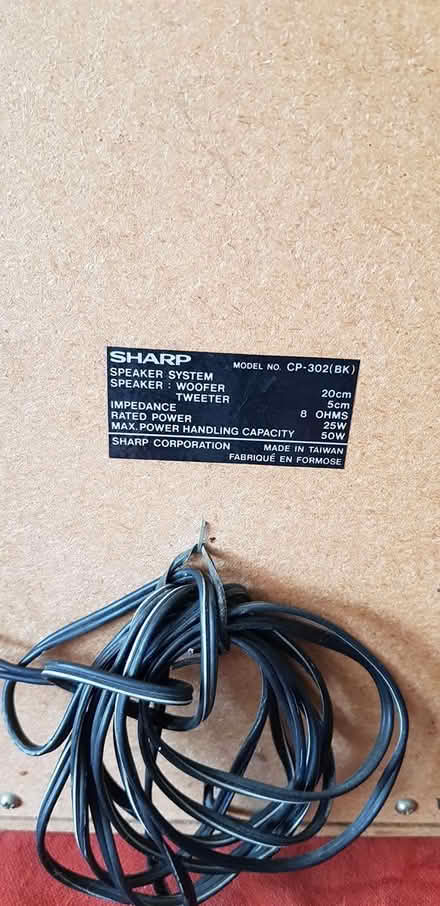 SHARP MODEL NO. CP-302(BK)
SPEAKER SYSTEM
SPEAKER : WOOFER 20cm
TWEETER 5cm
IMPEDANCE 8 OHMS
RATED POWER 25W
MAX.POWER HANDLING CAPACITY 50W
SHARP CORPORATION MADE IN TAIWAN
FABRIQUÉ EN FORMOSE